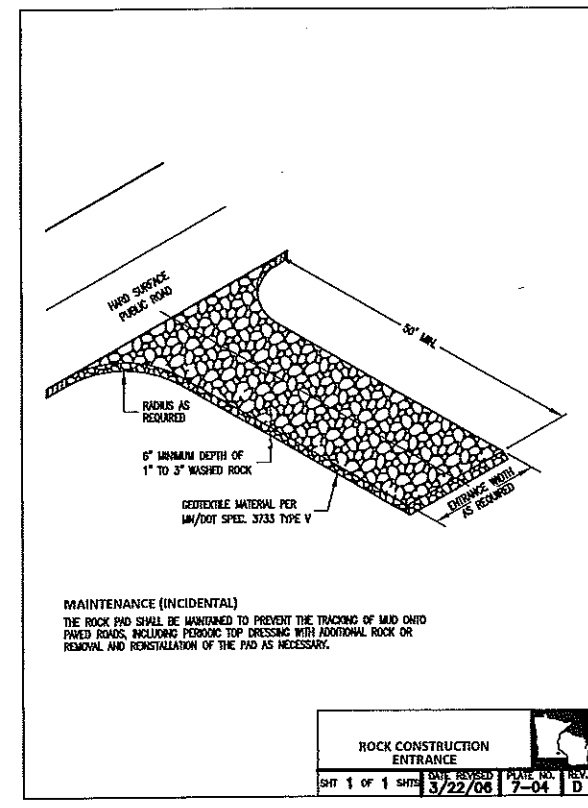 HARD SURFACE
PUBLIC ROAD
50' MIN.
RADIUS AS
REQUIRED
6" MINIMUM DEPTH OF
1" TO 3" WASHED ROCK
GEOTEXTILE MATERIAL PER
MN/DOT SPEC. 3733 TYPE V
ENTRANCE WIDTH
AS REQUIRED
MAINTENANCE (INCIDENTAL)
THE ROCK PAD SHALL BE MAINTAINED TO PREVENT THE TRACKING OF MUD ONTO
PAVED ROADS, INCLUDING PERIODIC TOP DRESSING WITH ADDITIONAL ROCK OR
REMOVAL AND REINSTALLATION OF THE PAD AS NECESSARY.
ROCK CONSTRUCTION
ENTRANCE
SHT 1 OF 1 SHTS
DATE REVISED
3/22/06
PLATE NO.
7-04
REV.
D